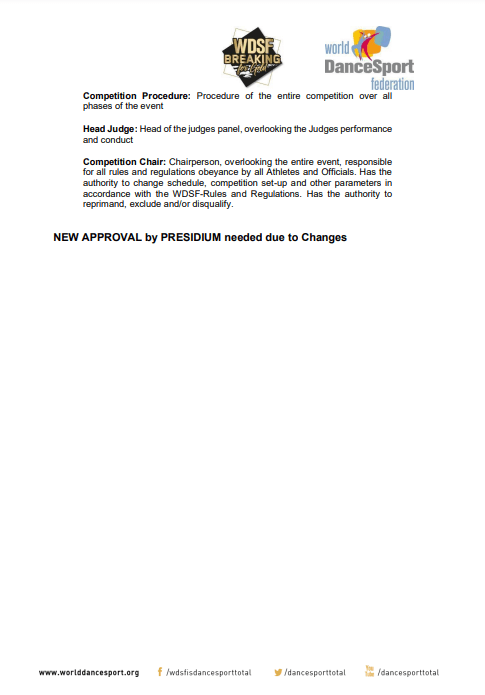 WDSF
BREAKING
for Gold
world
DanceSport
federation
Competition Procedure: Procedure of the entire competition over all
phases of the event
Head Judge: Head of the judges panel, overlooking the Judges performance
and conduct
Competition Chair: Chairperson, overlooking the entire event, responsible
for all rules and regulations obeyance by all Athletes and Officials. Has the
authority to change schedule, competition set-up and other parameters in
accordance with the WDSF-Rules and Regulations. Has the authority to
reprimand, exclude and/or disqualify.
NEW APPROVAL by PRESIDIUM needed due to Changes
www.worlddancesport.org /wdsfisdancesporttotal /dancesporttotal /dancesporttotal